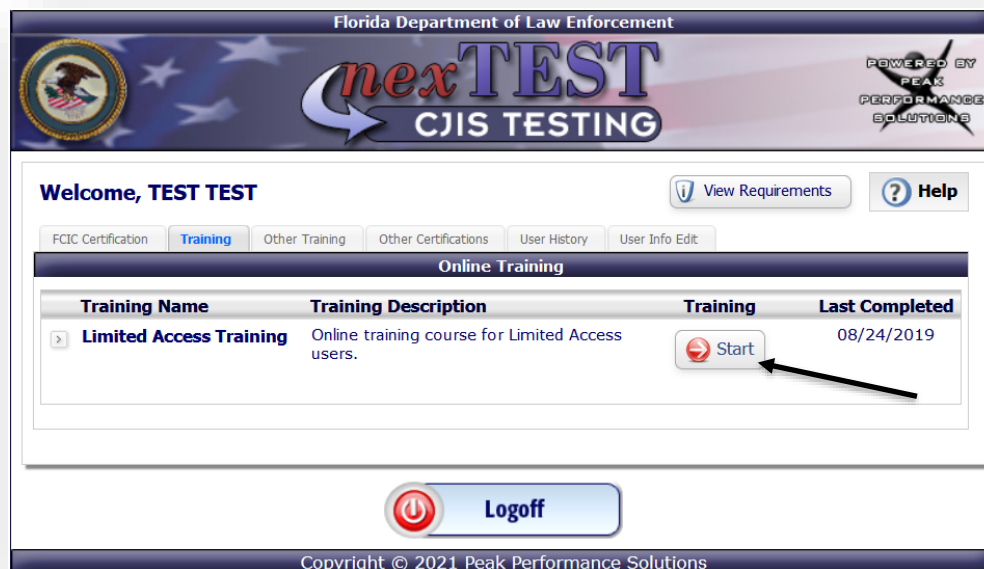 Florida Department of Law Enforcement
nexTEST
CJIS TESTING
POWERED BY
PEAK
PERFORMANCE
SOLUTIONS
Welcome, TEST TEST
View Requirements
Help
FCIC Certification Training Other Training Other Certifications User History User Info Edit
Online Training
Training Name Training Description Training Last Completed
Limited Access Training Online training course for Limited Access Start 08/24/2019
users.
Logoff
Copyright © 2021 Peak Performance Solutions